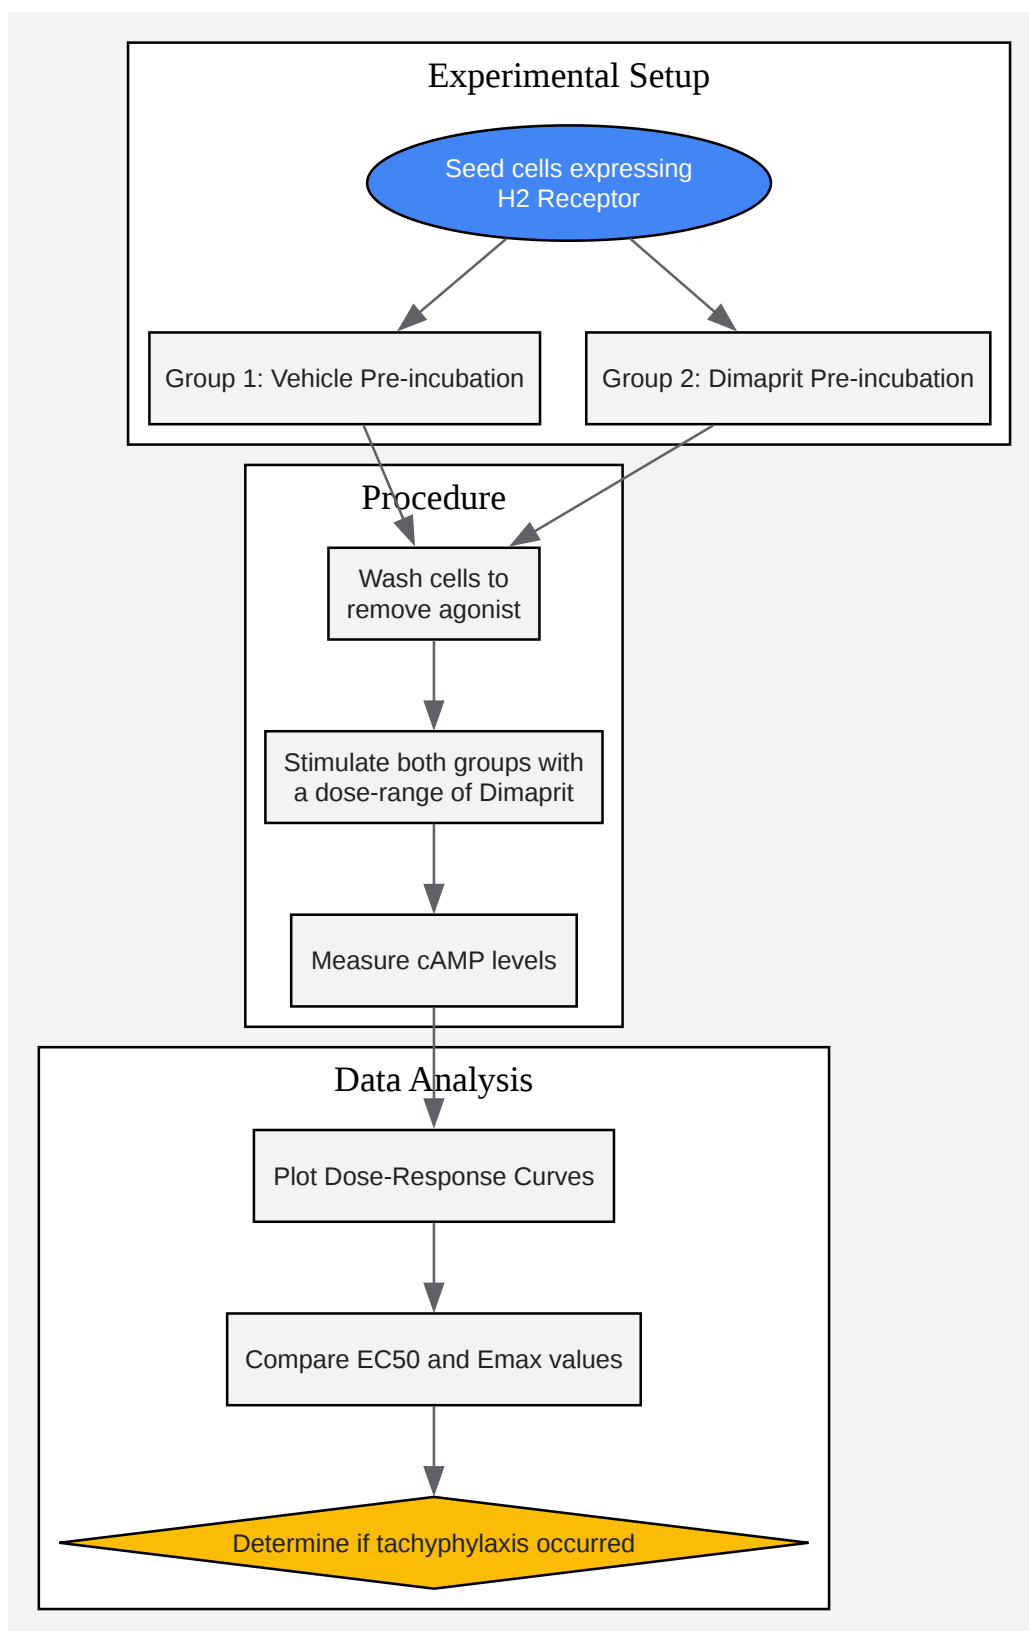 Experimental Setup
Seed cells expressing
H2 Receptor
Group 1: Vehicle Pre-incubation
Group 2: Dimaprit Pre-incubation
Procedure
Wash cells to
remove agonist
Stimulate both groups with
a dose-range of Dimaprit
Measure cAMP levels
Data Analysis
Plot Dose-Response Curves
Compare EC50 and Emax values
Determine if tachyphylaxis occurred